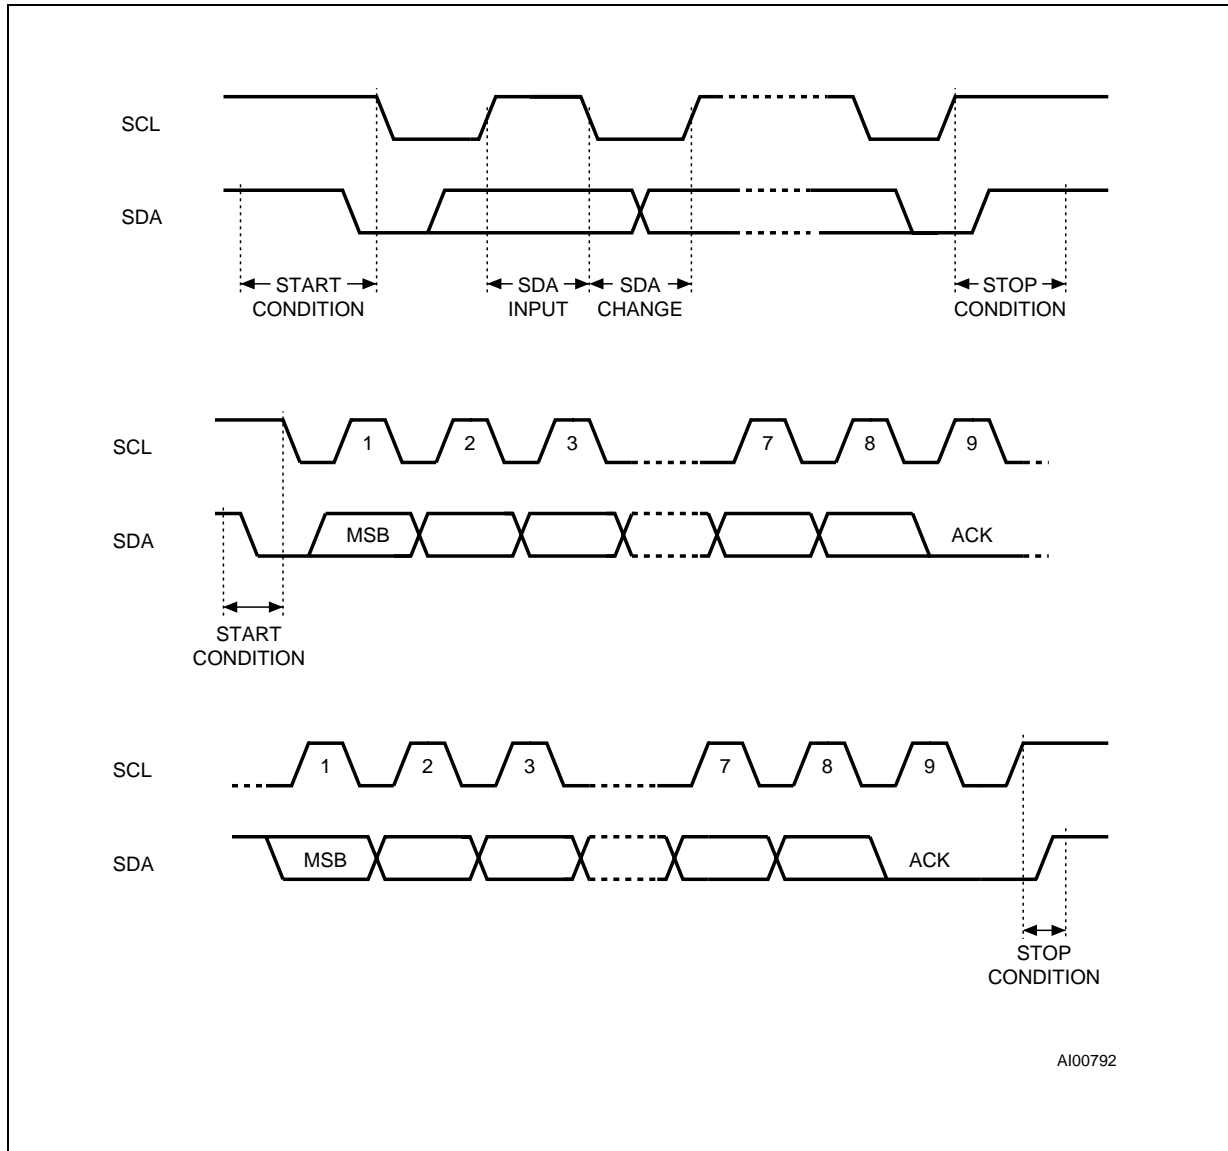 SCL
SDA
START CONDITION
SDA INPUT
SDA CHANGE
STOP CONDITION
SCL
1 2 3 7 8 9
SDA
MSB ACK
START CONDITION
SCL
1 2 3 7 8 9
SDA
MSB ACK
STOP CONDITION
AI00792